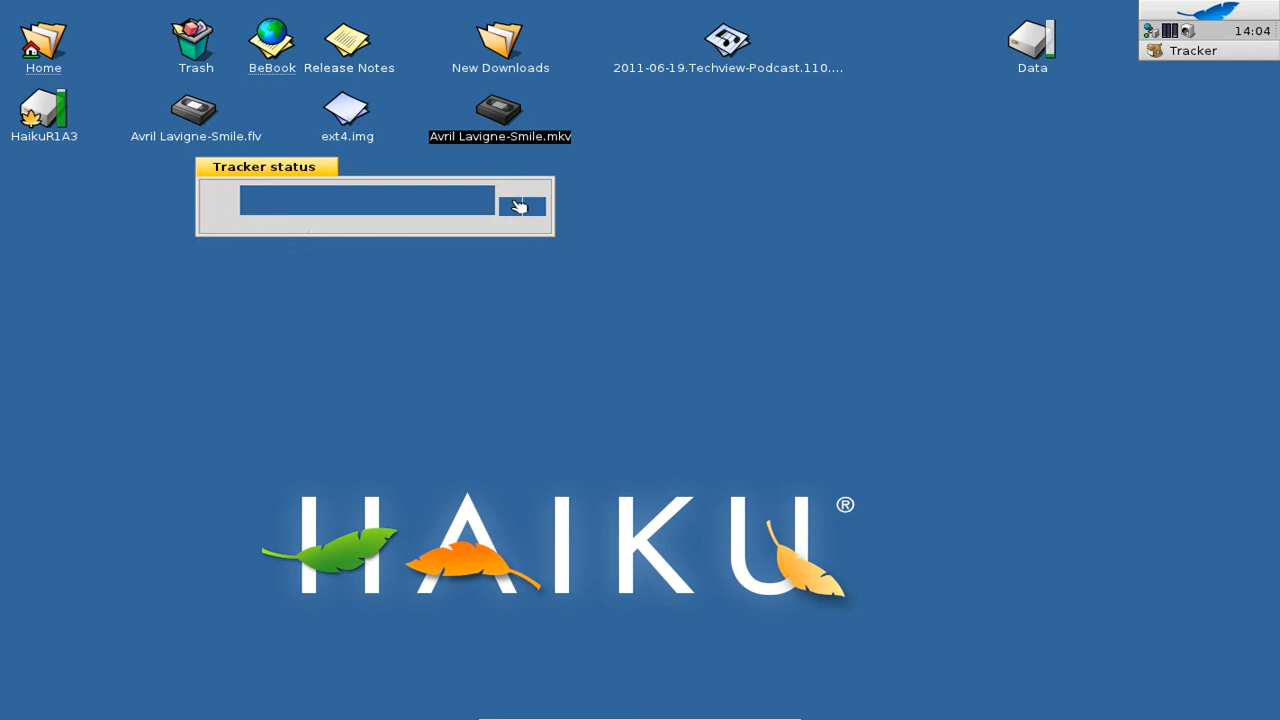 Home
Trash
BeBook
Release Notes
New Downloads
2011-06-19.Techview-Podcast.110....
Data
14:04
Tracker
HaikuR1A3
Avril Lavigne-Smile.flv
ext4.img
Avril Lavigne-Smile.mkv
Tracker status
HAIKU®